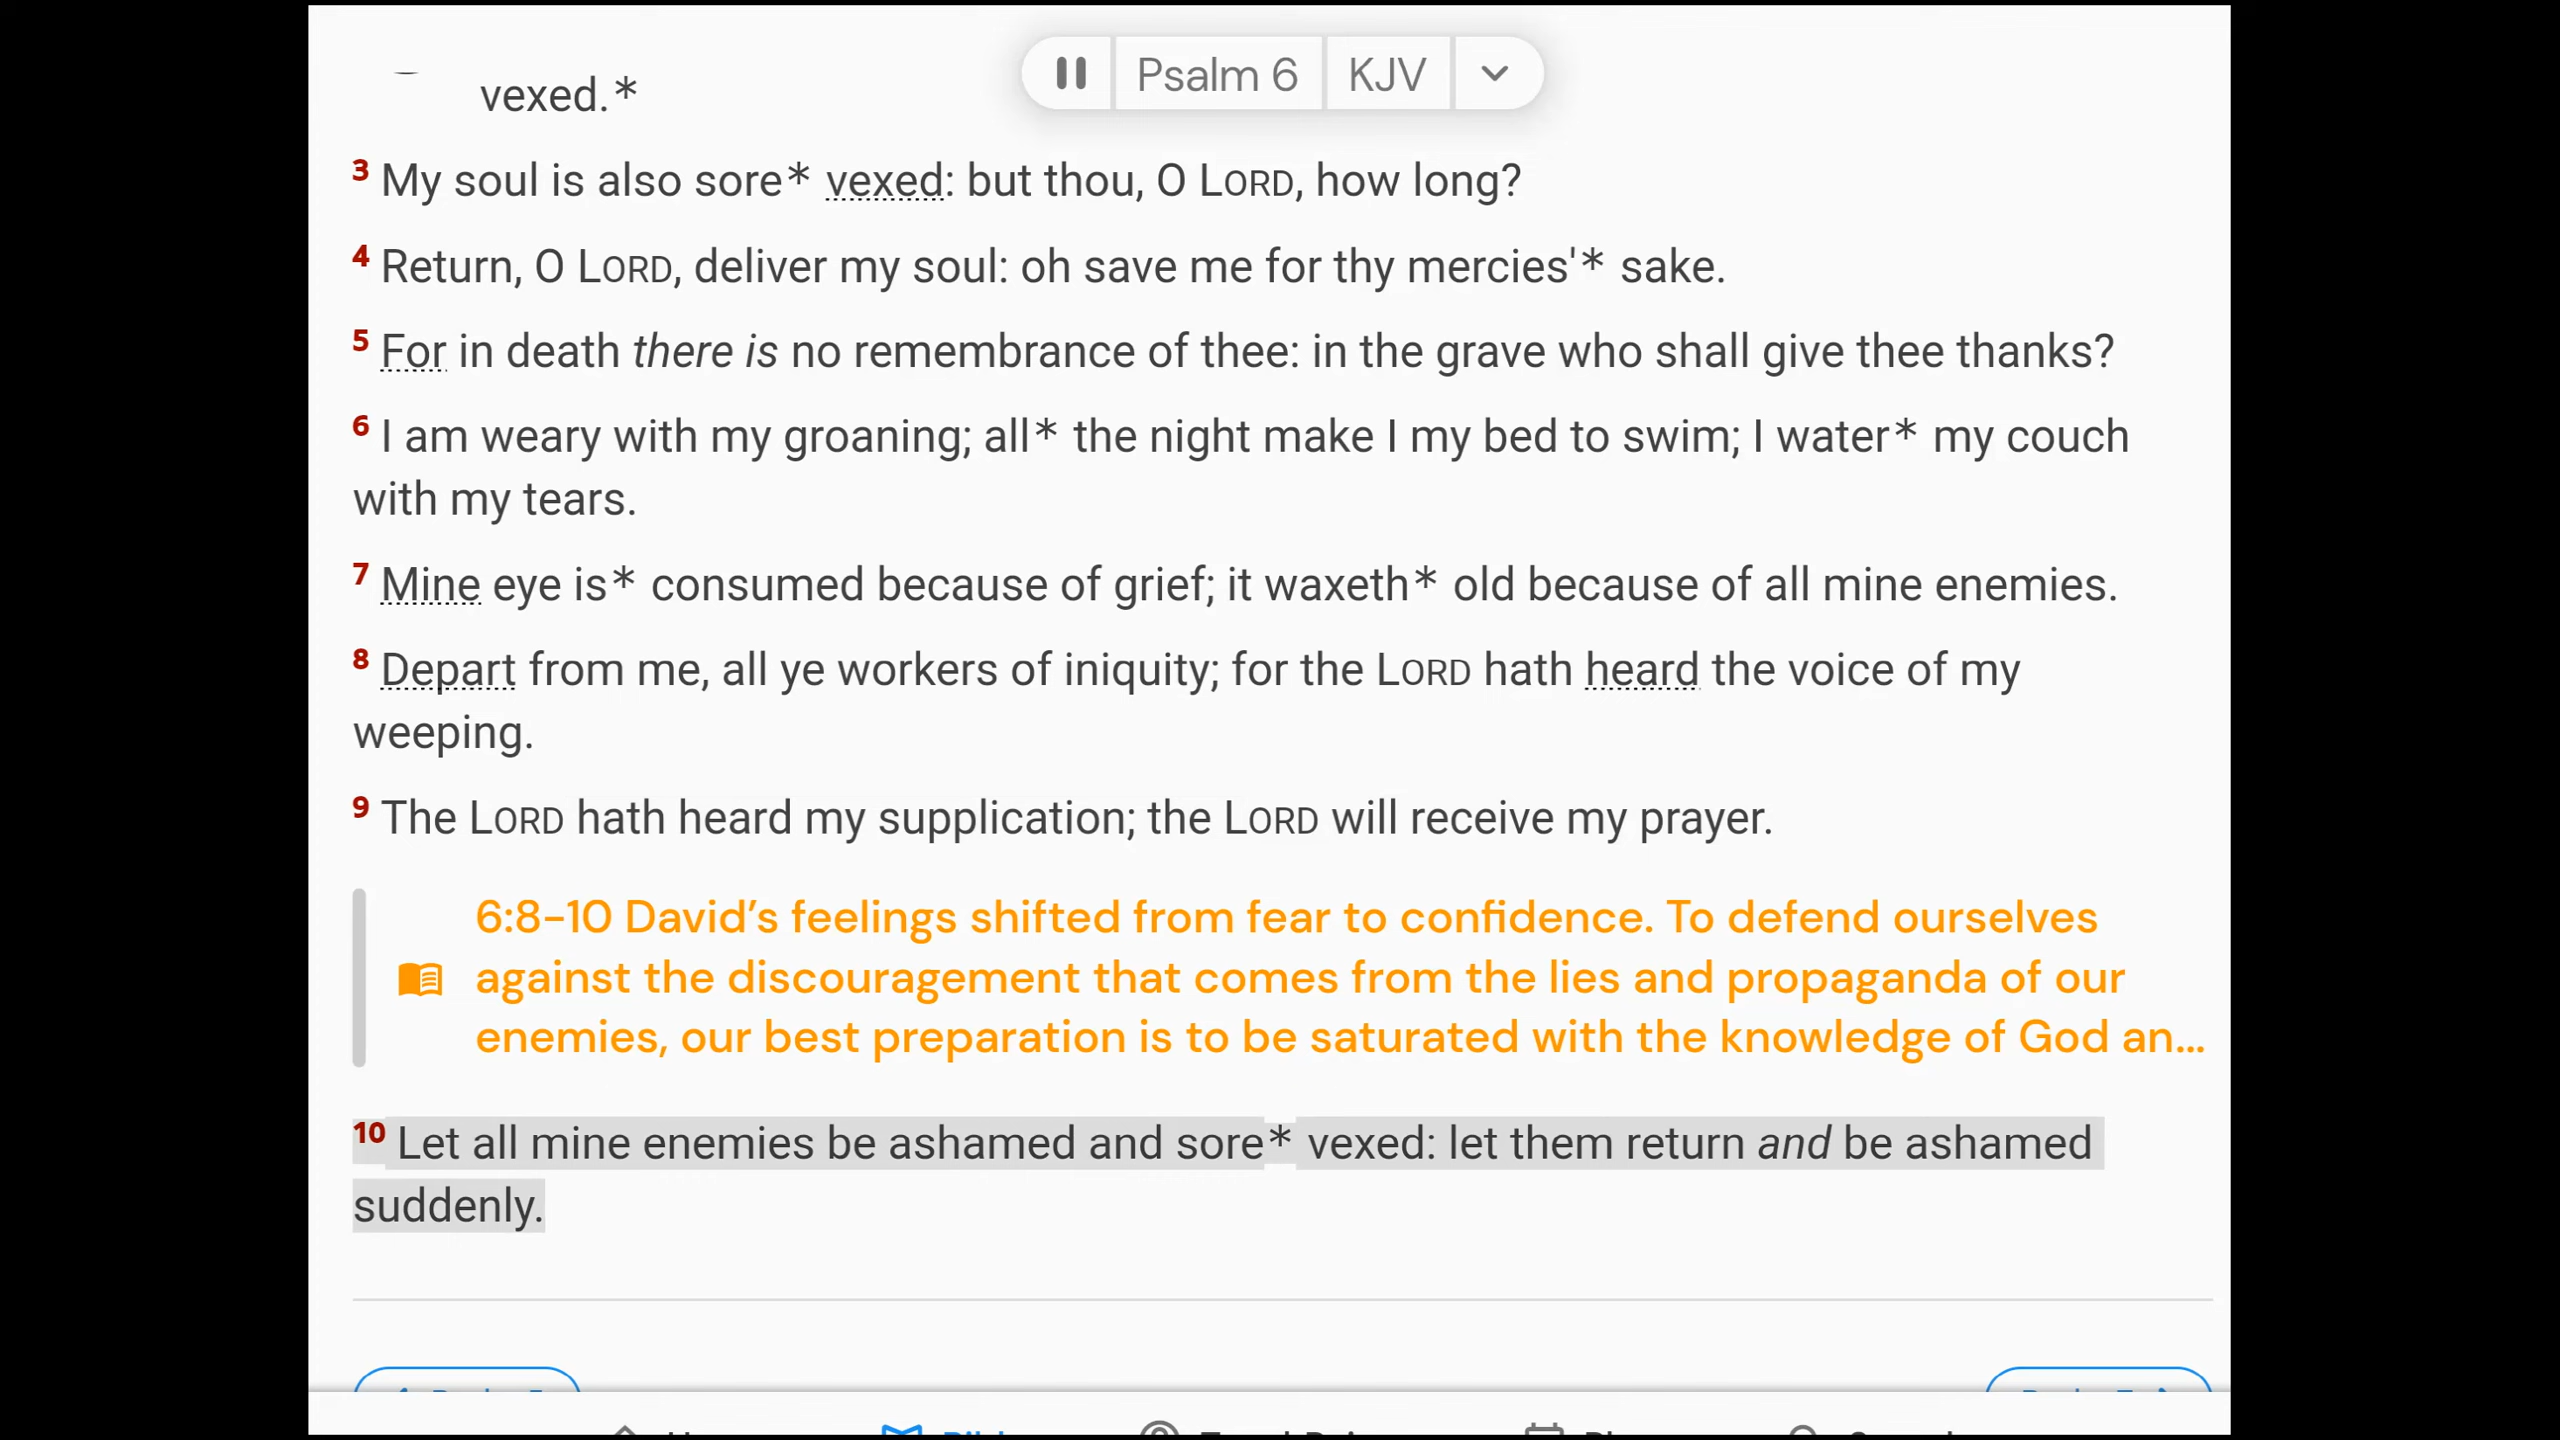 Psalm 6 KJV
vexed.*
3 My soul is also sore* vexed: but thou, O LORD, how long?
4 Return, O LORD, deliver my soul: oh save me for thy mercies'* sake.
5 For in death there is no remembrance of thee: in the grave who shall give thee thanks?
6 I am weary with my groaning; all* the night make I my bed to swim; I water* my couch
with my tears.
7 Mine eye is* consumed because of grief; it waxeth* old because of all mine enemies.
8 Depart from me, all ye workers of iniquity; for the LORD hath heard the voice of my
weeping.
9 The LORD hath heard my supplication; the LORD will receive my prayer.
6:8–10 David’s feelings shifted from fear to confidence. To defend ourselves
against the discouragement that comes from the lies and propaganda of our
enemies, our best preparation is to be saturated with the knowledge of God an...
10 Let all mine enemies be ashamed and sore* vexed: let them return and be ashamed
suddenly.